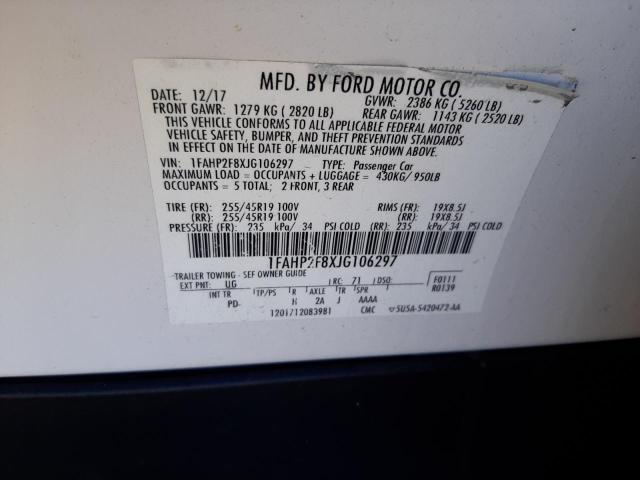 MFD. BY FORD MOTOR CO.
DATE: 12/17 GVWR: 2386 KG ( 5260 LB)
FRONT GAWR: 1279 KG ( 2820 LB) REAR GAWR: 1143 KG ( 2520 LB)
THIS VEHICLE CONFORMS TO ALL APPLICABLE FEDERAL MOTOR
VEHICLE SAFETY, BUMPER, AND THEFT PREVENTION STANDARDS
IN EFFECT ON THE DATE OF MANUFACTURE SHOWN ABOVE.
VIN: 1FAHP2F8XJG106297 TYPE: Passenger Car
MAXIMUM LOAD = OCCUPANTS + LUGGAGE = 430KG/ 950LB
OCCUPANTS = 5 TOTAL; 2 FRONT, 3 REAR
TIRE (FR): 255/45R19 100V RIMS (FR): 19X8.5J
(RR): 255/45R19 100V (RR): 19X8.5J
PRESSURE (FR): 235 kPa/ 34 PSI COLD (RR): 235 kPa/ 34 PSI COLD
1FAHP2F8XJG106297
TRAILER TOWING - SEE OWNER GUIDE
EXT PNT: UG RC: 71 DSO: F0111
INT TR TP/PS R AXLE TR SPR R0139
PD- 2A J AAAA
CMC